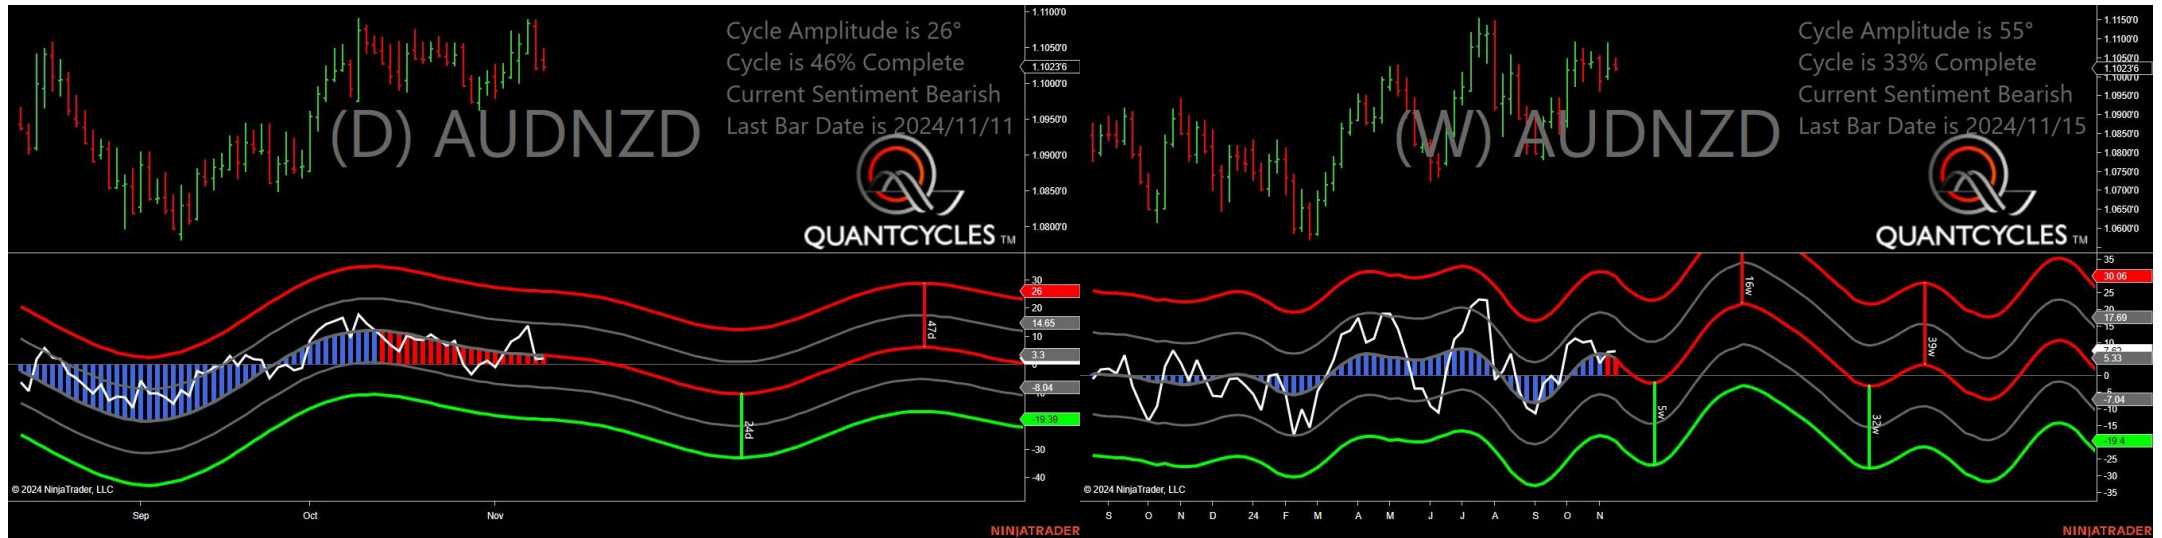 Cycle Amplitude is 26°
Cycle is 46% Complete
Current Sentiment Bearish
Last Bar Date is 2024/11/11
(D) AUDNZD
QUANTCYCLES TM
1.1100'0
1.1050'0
1.1023'6
1.1000'0
1.0950'0
1.0900'0
1.0850'0
1.0800'0
30
26
20
14.65
10
3.3
0
-8.04
-19.39
-30
-40
47d
24d
© 2024 NinjaTrader, LLC
Sep Oct Nov
NINJATRADER
Cycle Amplitude is 55°
Cycle is 33% Complete
Current Sentiment Bearish
Last Bar Date is 2024/11/15
(W) AUDNZD
QUANTCYCLES TM
1.1150'0
1.1100'0
1.1050'0
1.1023'6
1.1000'0
1.0950'0
1.0900'0
1.0850'0
1.0800'0
1.0750'0
1.0700'0
1.0650'0
1.0600'0
35
30.06
25
20
17.69
15
10
5.33
0
-5
-7.04
-10
-15
-19.4
-25
-30
-35
16w
39w
5w
32w
© 2024 NinjaTrader, LLC
S O N D 24 F M A M J J A S O N
NINJATRADER